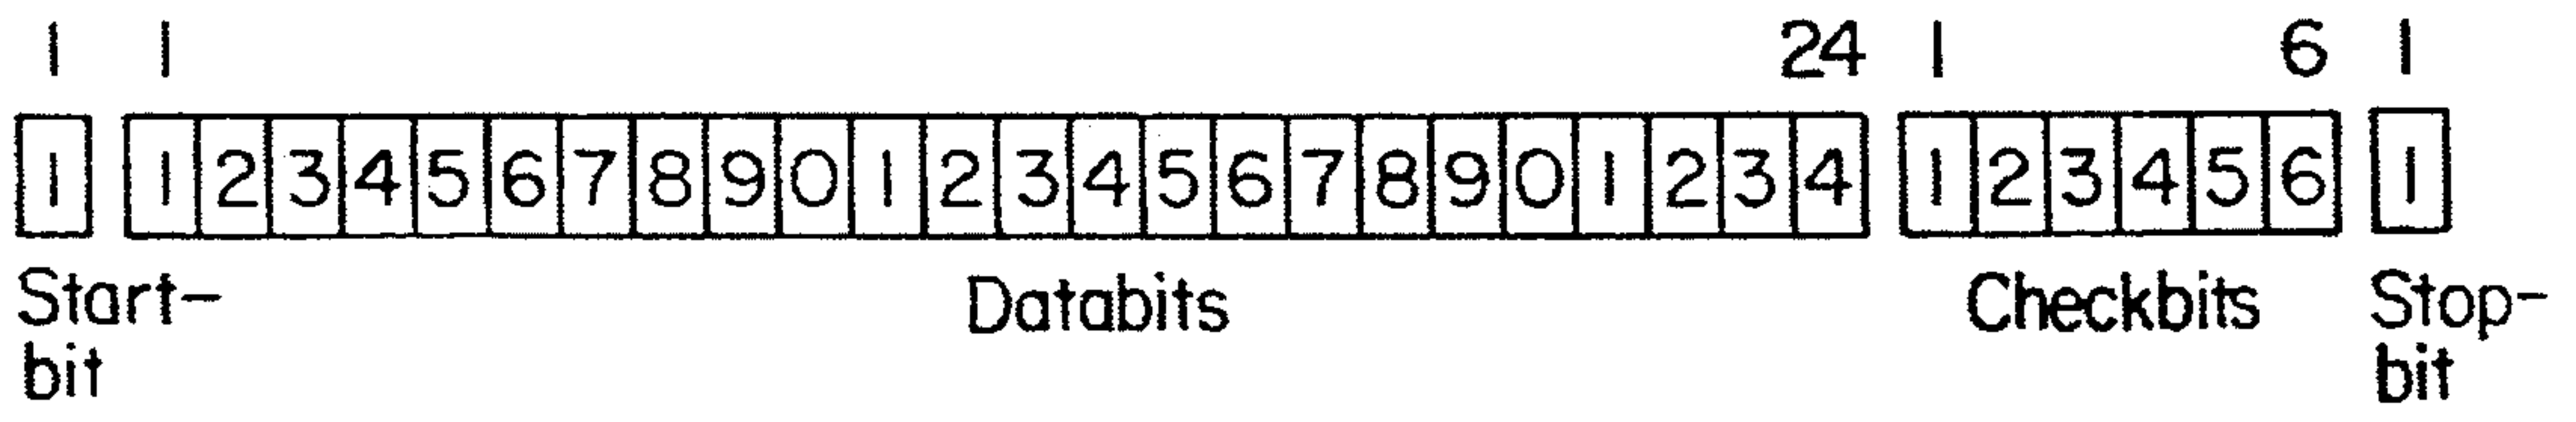 1 1 24 1 6 1
1 1 2 3 4 5 6 7 8 9 0 1 2 3 4 5 6 7 8 9 0 1 2 3 4 1 2 3 4 5 6 1
Start- Databits Checkbits Stop-
bit bit